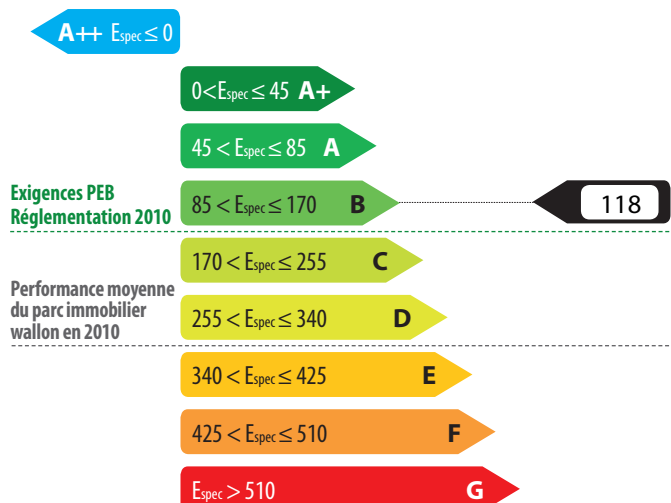 A++ Espec ≤ 0
0<Espec ≤ 45 A+
45 < Espec ≤ 85 A
Exigences PEB
Réglementation 2010
85 < Espec ≤ 170 B
118
170 < Espec ≤ 255 C
Performance moyenne
du parc immobilier
wallon en 2010
255 < Espec ≤ 340 D
340 < Espec ≤ 425 E
425 < Espec ≤ 510 F
Espec > 510 G